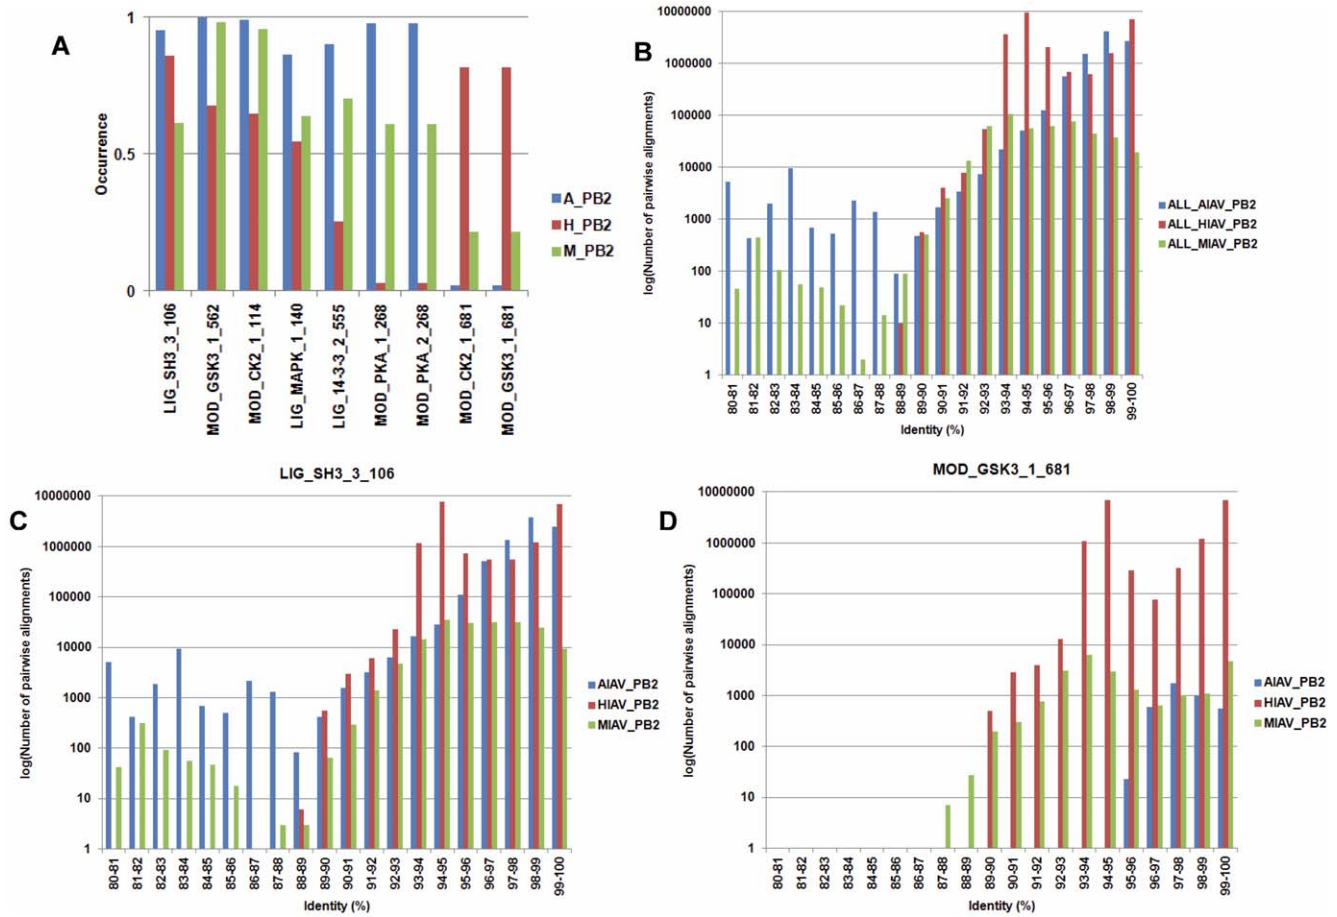 A
1
0.5
0
Occurrence
LIG_SH3_3_106
MOD_GSK3_1_562
MOD_CK2_1_114
LIG_MAPK_1_140
LIG_14-3-3_2_555
MOD_PKA_1_268
MOD_PKA_2_268
MOD_CK2_1_681
MOD_GSK3_1_681
A_PB2
H_PB2
M_PB2
B
10000000
1000000
100000
10000
1000
100
10
1
log(Number of pairwise alignments)
80-81
81-82
82-83
83-84
84-85
85-86
86-87
87-88
88-89
89-90
90-91
91-92
92-93
93-94
94-95
95-96
96-97
97-98
98-99
99-100
Identity (%)
ALL_AIAV_PB2
ALL_HIAV_PB2
ALL_MIAV_PB2
C
LIG_SH3_3_106
10000000
1000000
100000
10000
1000
100
10
1
log(Number of pairwise alignments)
80-81
81-82
82-83
83-84
84-85
85-86
86-87
87-88
88-89
89-90
90-91
91-92
92-93
93-94
94-95
95-96
96-97
97-98
98-99
99-100
Identity (%)
AIAV_PB2
HIAV_PB2
MIAV_PB2
D
MOD_GSK3_1_681
10000000
1000000
100000
10000
1000
100
10
1
log(Number of pairwise alignments)
80-81
81-82
82-83
83-84
84-85
85-86
86-87
87-88
88-89
89-90
90-91
91-92
92-93
93-94
94-95
95-96
96-97
97-98
98-99
99-100
Identity (%)
AIAV_PB2
HIAV_PB2
MIAV_PB2